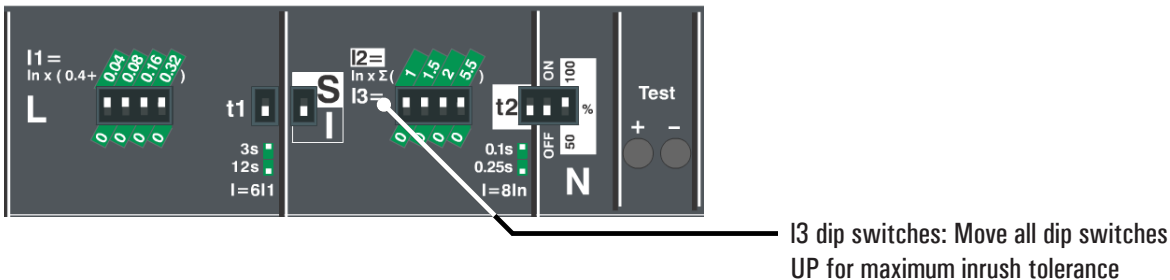 I1=
In x ( 0.4+ 0.04 0.08 0.16 0.32 )
L
0 0 0 0
t1
3s
12s
I=6I1
S
I
I2=
In x Σ( 1 1.5 2 5.5 )
I3=
0 0 0 0
t2
0.1s
0.25s
I=8In
ON 100
%
OFF 50
N
Test
+ −
I3 dip switches: Move all dip switches
UP for maximum inrush tolerance